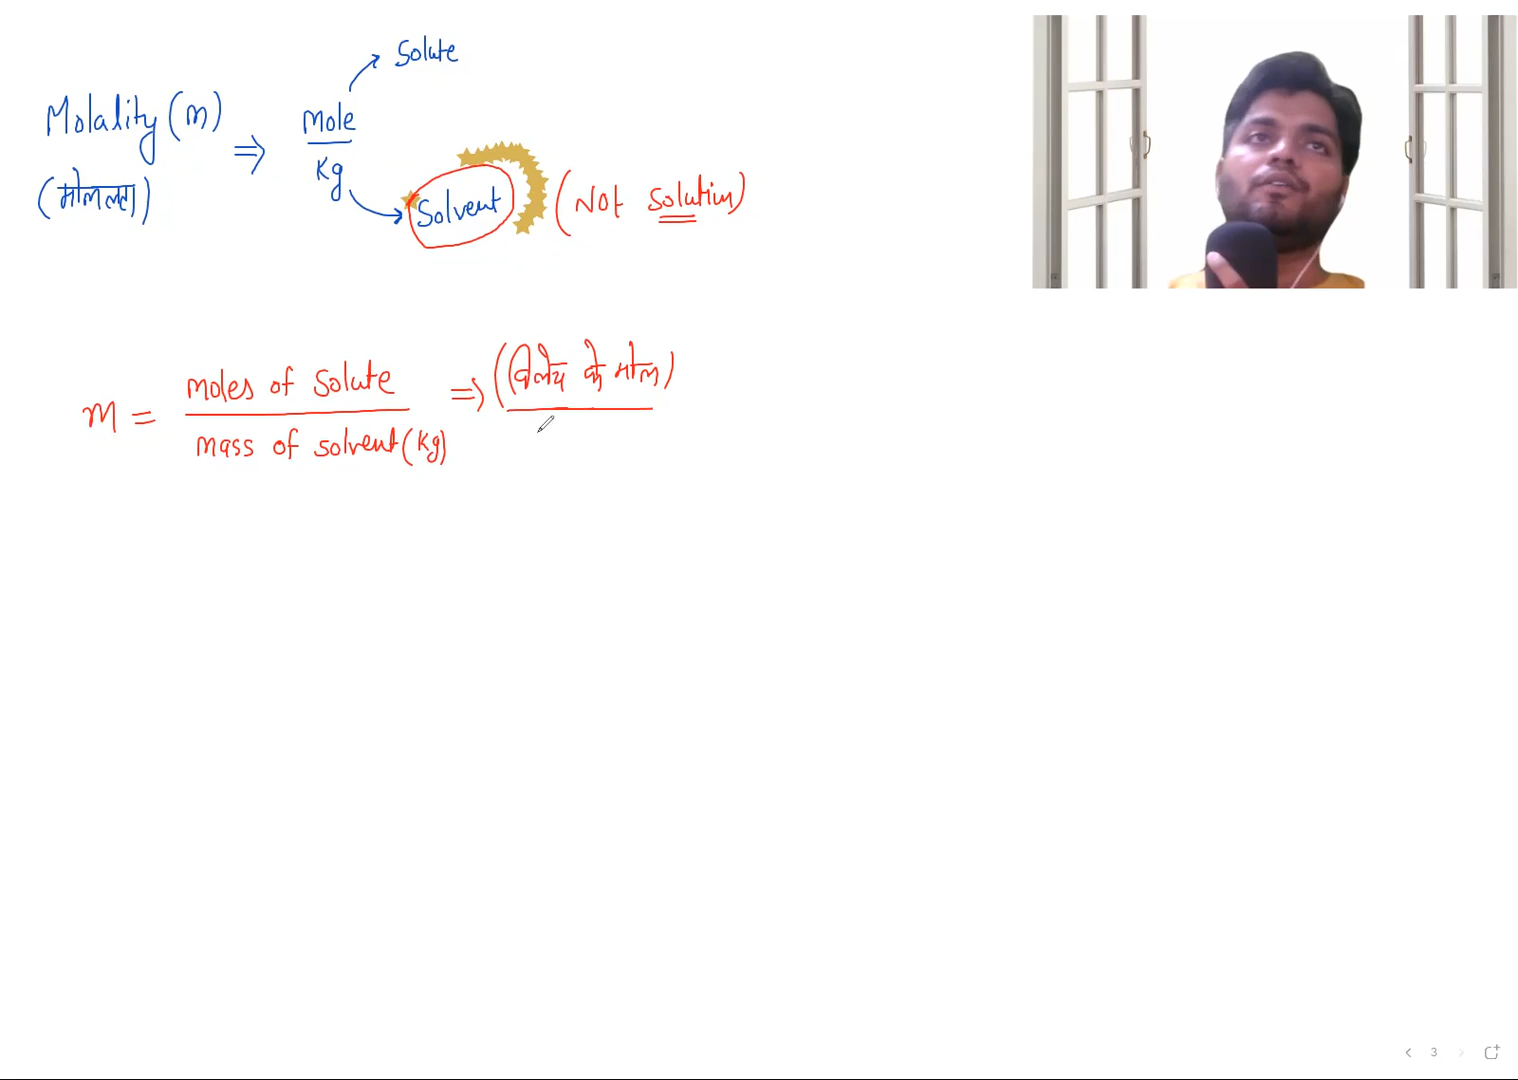 Solute
Molality (m) ⇒ Mole
Kg
(मोललता)
Solvent (Not solution)
m = moles of solute ⇒ (विलेय के मोल)
mass of solvent (Kg)
3